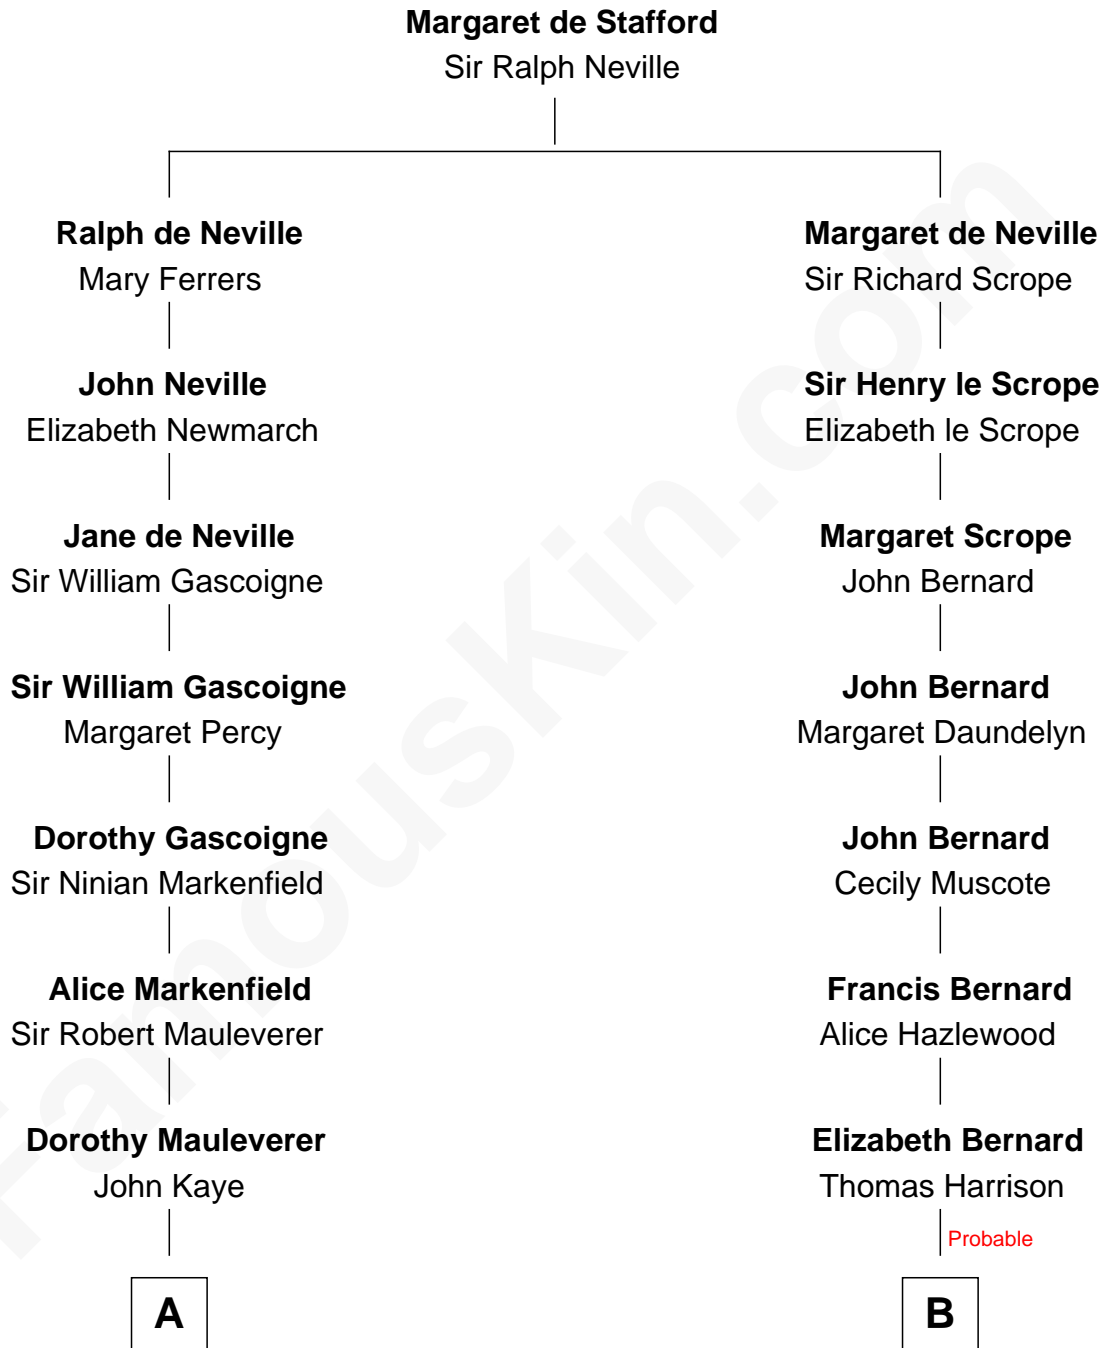 Margaret de Stafford
Sir Ralph Neville
Ralph de Neville
Mary Ferrers
John Neville
Elizabeth Newmarch
Jane de Neville
Sir William Gascoigne
Sir William Gascoigne
Margaret Percy
Dorothy Gascoigne
Sir Ninian Markenfield
Alice Markenfield
Sir Robert Mauleverer
Dorothy Mauleverer
John Kaye
A
Margaret de Neville
Sir Richard Scrope
Sir Henry le Scrope
Elizabeth le Scrope
Margaret Scrope
John Bernard
John Bernard
Margaret Daundelyn
John Bernard
Cecily Muscote
Francis Bernard
Alice Hazlewood
Elizabeth Bernard
Thomas Harrison
Probable
B
FamousKin.com